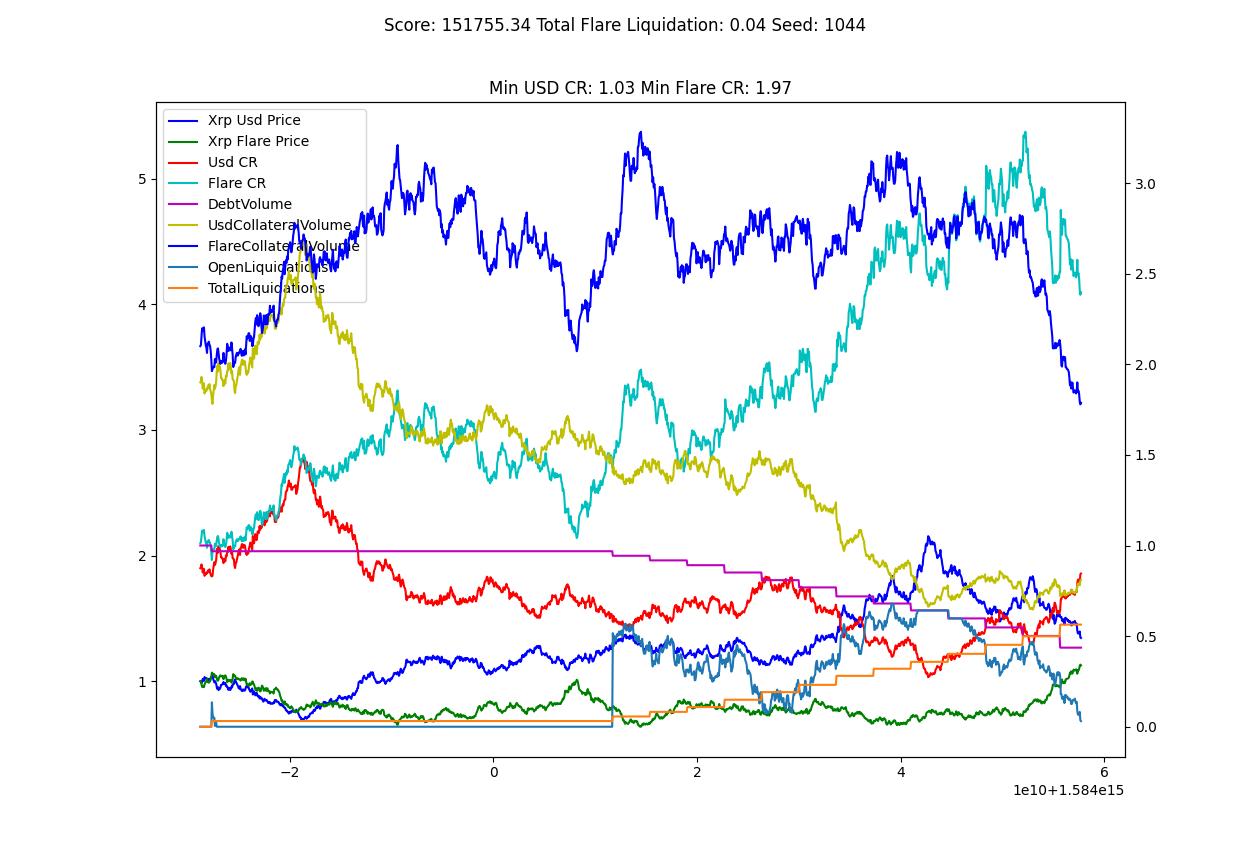 Score: 151755.34 Total Flare Liquidation: 0.04 Seed: 1044
Min USD CR: 1.03 Min Flare CR: 1.97
Xrp Usd Price
Xrp Flare Price
Usd CR
Flare CR
DebtVolume
UsdCollateralVolume
FlareCollateralVolume
OpenLiquidations
TotalLiquidations
5
4
3
2
1
3.0
2.5
2.0
1.5
1.0
0.5
0.0
−2
0
2
4
6
1e10+1.584e15